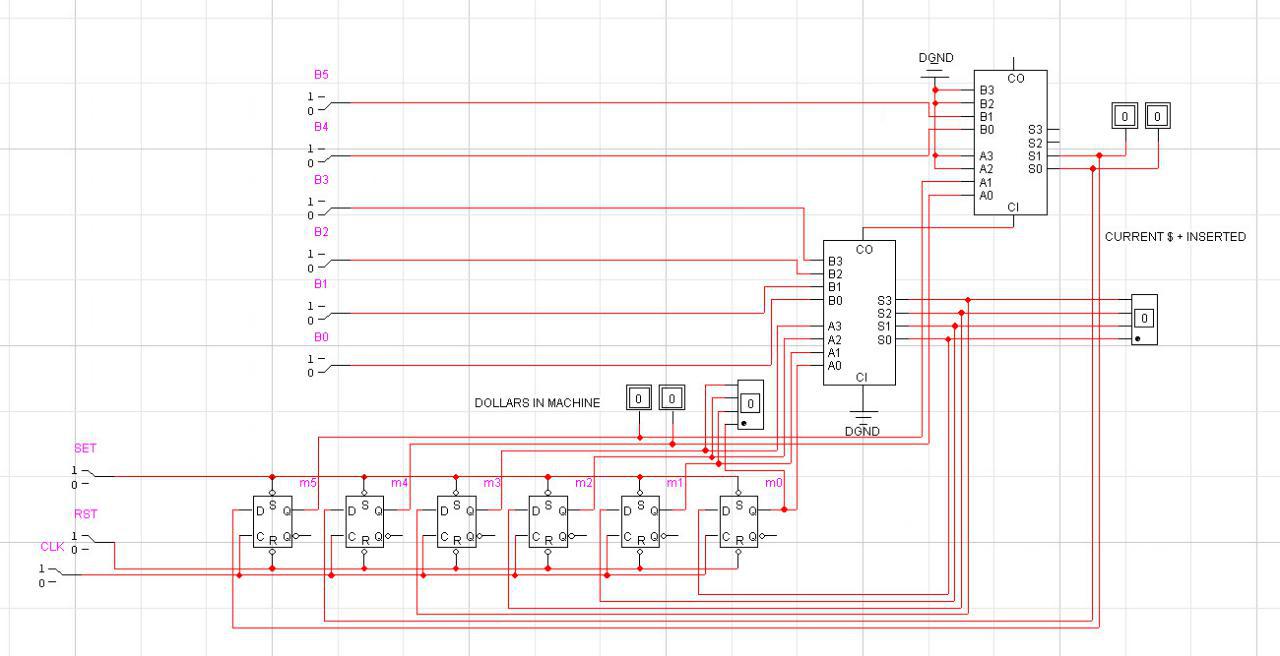 DGND
CO
B5
B3
1
B2
0
B1
0
0
B4
B0
S3
1
S2
0
A3
S1
B3
A2
S0
A1
1
A0
0
CI
B2
CURRENT $ + INSERTED
CO
1
0
B3
B2
B1
B1
1
B0
S3
0
S2
0
A3
S1
B0
A2
S0
1
A1
0
A0
CI
DOLLARS IN MACHINE
0
0
0
DGND
SET
1
0
m5
m4
m3
m2
m1
m0
D S Q
D S Q
D S Q
D S Q
D S Q
D S Q
RST
1
0
C R Q
C R Q
C R Q
C R Q
C R Q
C R Q
CLK
1
0